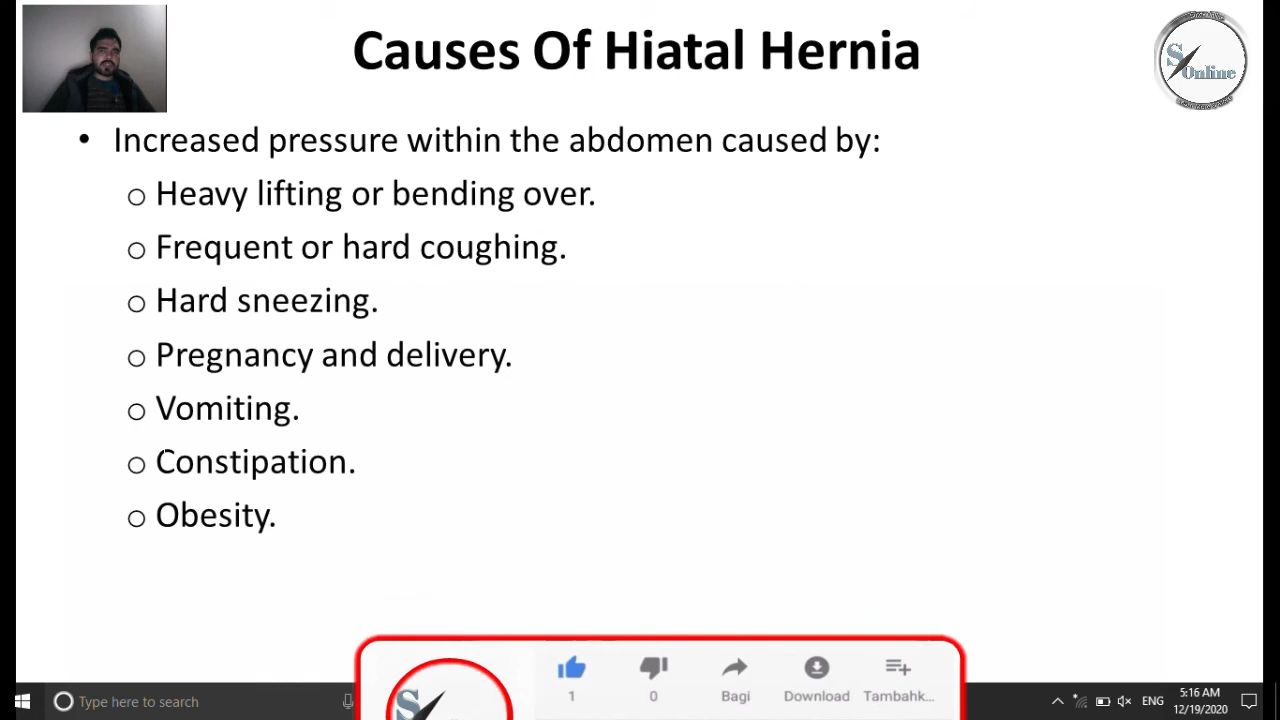 Causes Of Hiatal Hernia
S
Online
• Increased pressure within the abdomen caused by:
o Heavy lifting or bending over.
o Frequent or hard coughing.
o Hard sneezing.
o Pregnancy and delivery.
o Vomiting.
o Constipation.
o Obesity.
S
1
0
Bagi
Download
Tambahk...
Type here to search
ENG
5:16 AM
12/19/2020